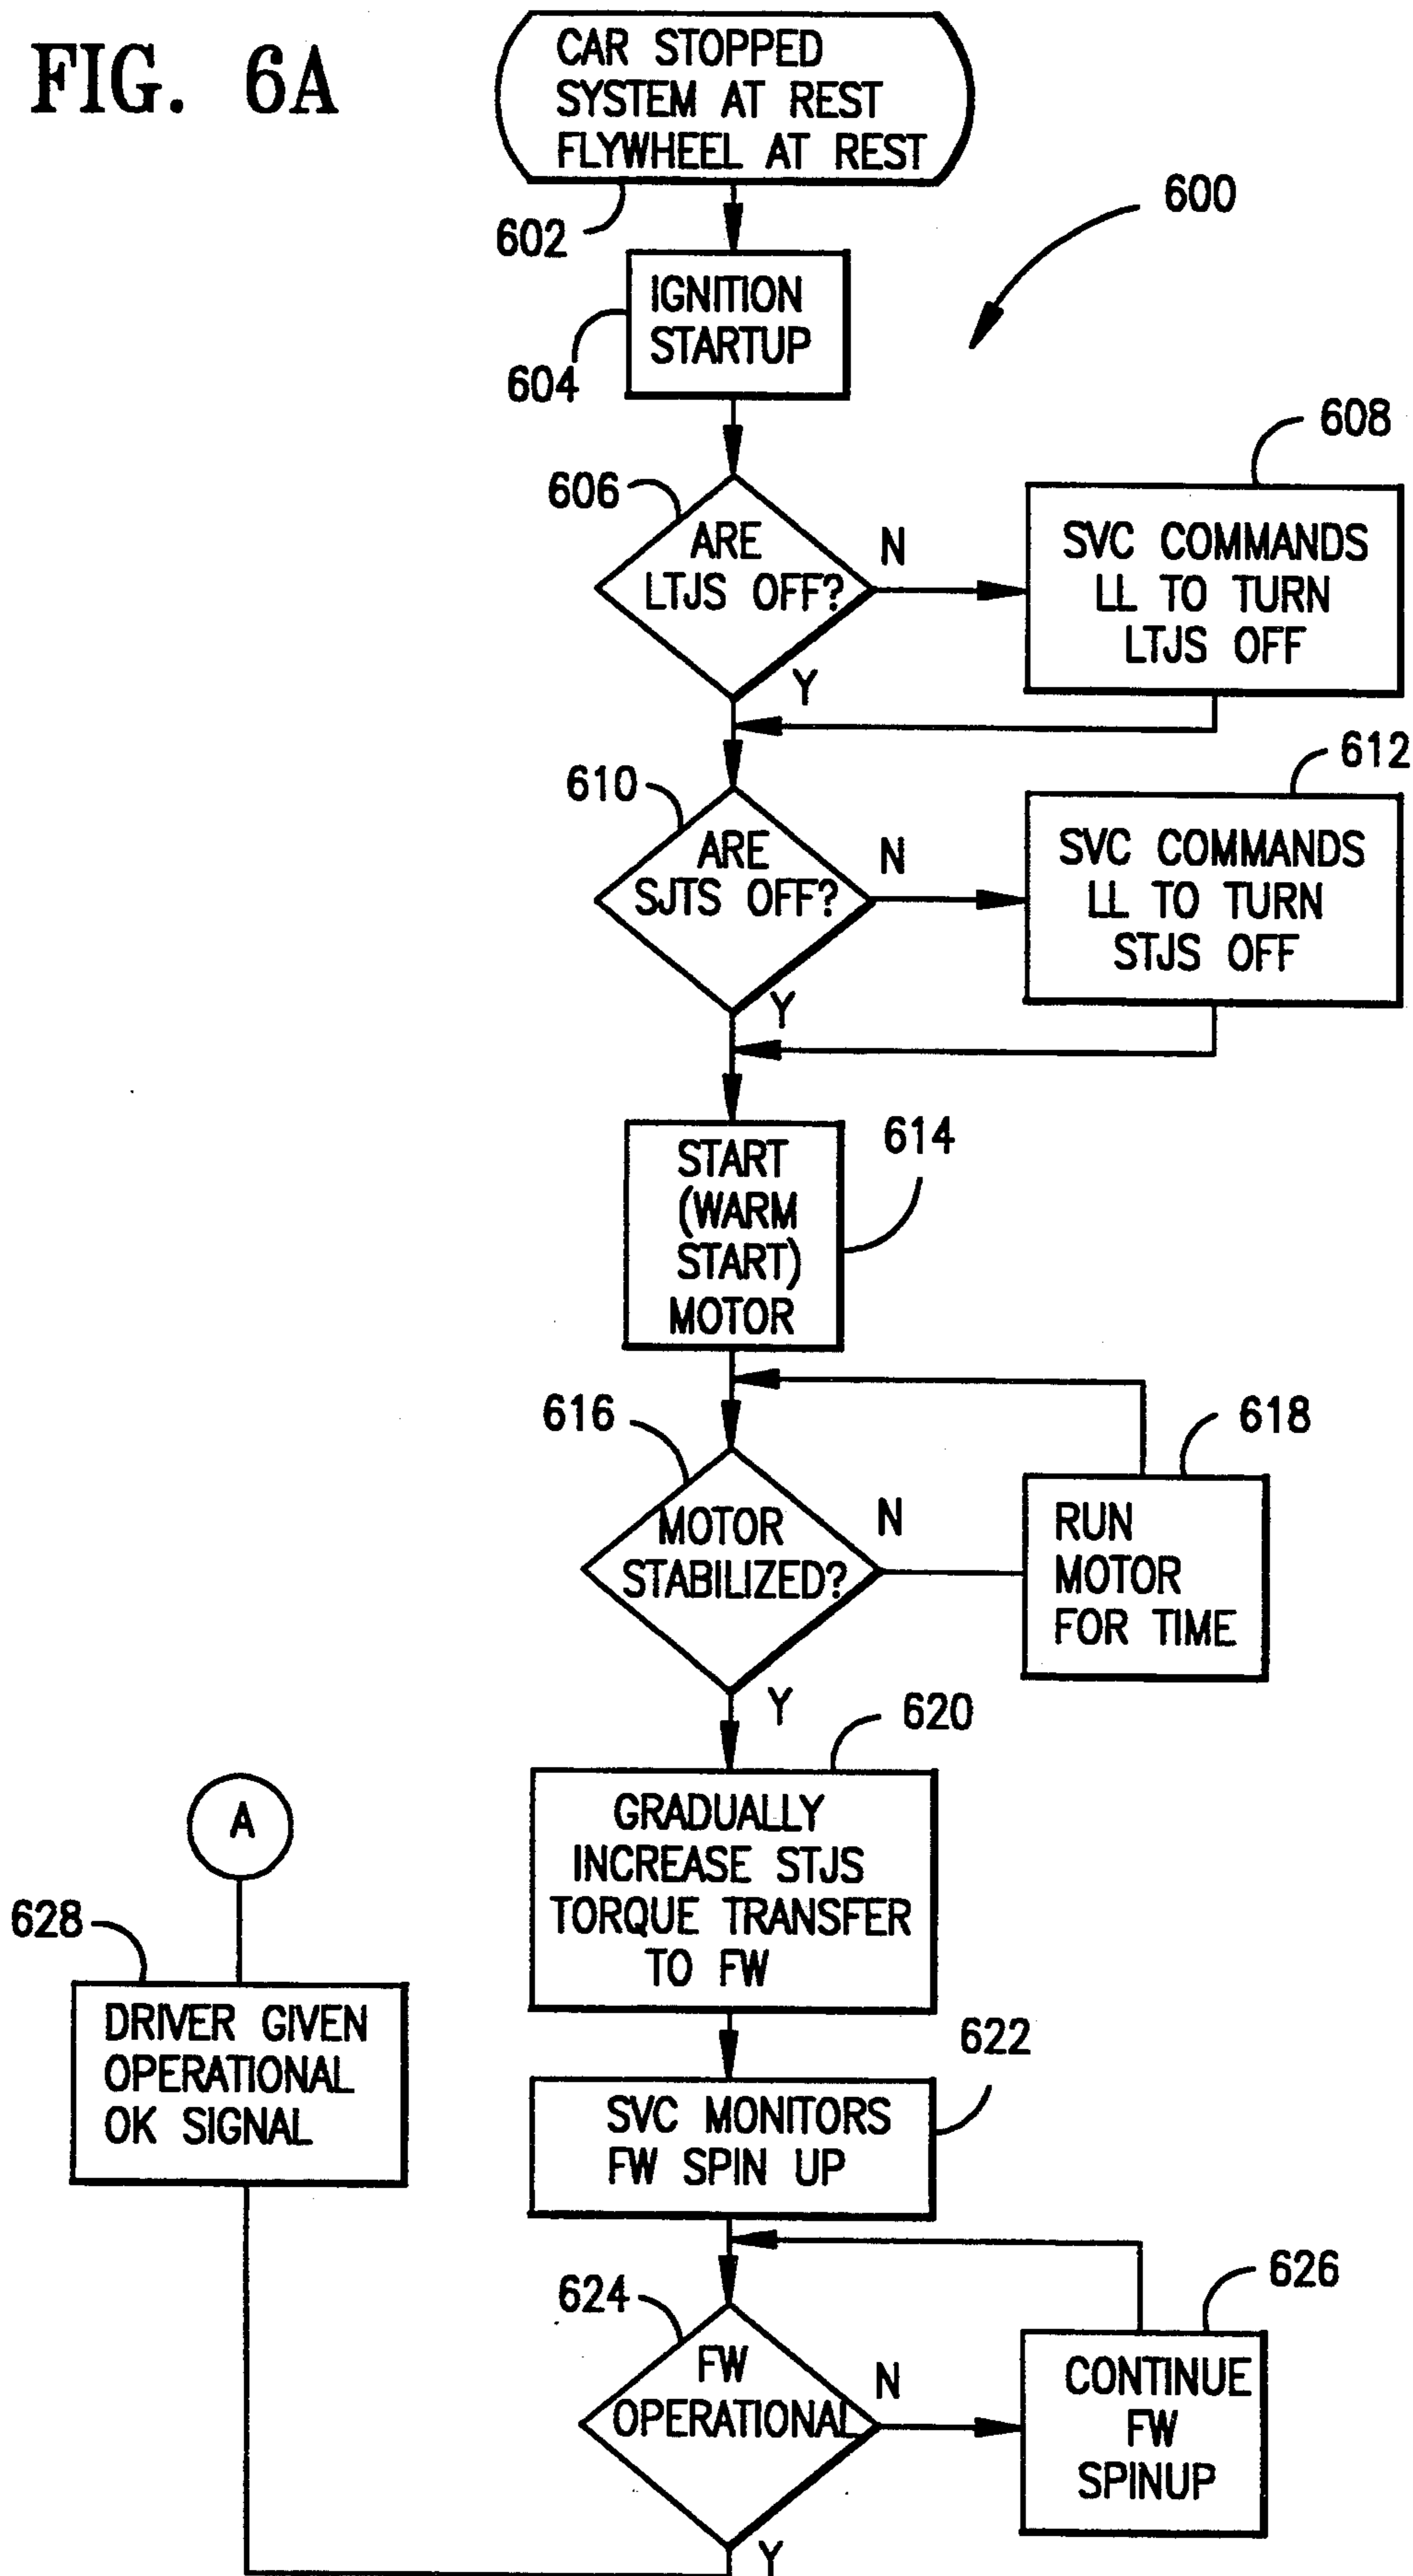 FIG. 6A
CAR STOPPED
SYSTEM AT REST
FLYWHEEL AT REST
600
602
IGNITION
STARTUP
604
608
606
ARE
LTJS OFF?
N
SVC COMMANDS
LL TO TURN
LTJS OFF
Y
612
610
ARE
SJTS OFF?
N
SVC COMMANDS
LL TO TURN
STJS OFF
Y
614
START
(WARM
START)
MOTOR
616
618
MOTOR
STABILIZED?
N
RUN
MOTOR
FOR TIME
Y
620
GRADUALLY
INCREASE STJS
TORQUE TRANSFER
TO FW
A
628
DRIVER GIVEN
OPERATIONAL
OK SIGNAL
622
SVC MONITORS
FW SPIN UP
624
626
FW
OPERATIONAL
N
CONTINUE
FW
SPINUP
Y